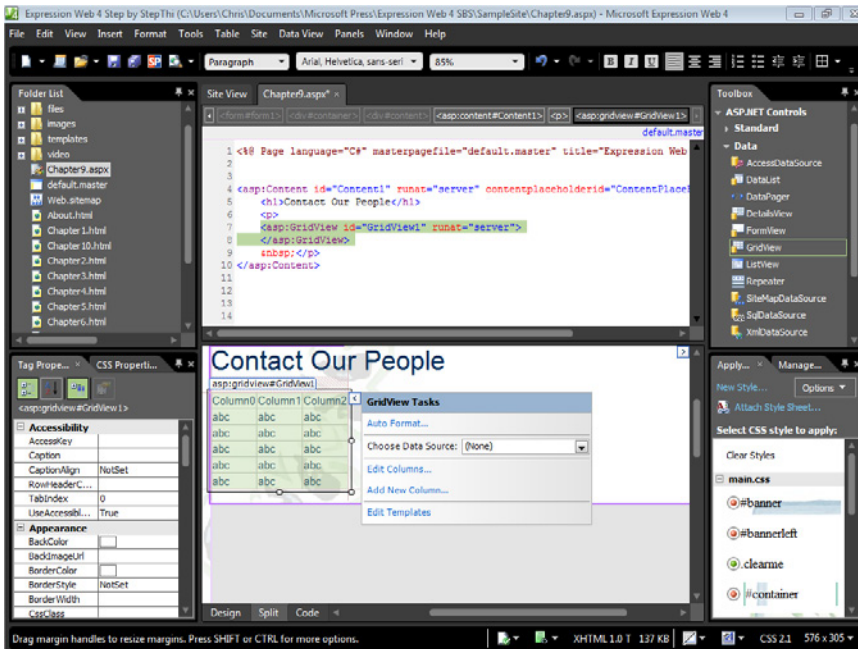 Expression Web 4 Step by StepThi (C:\Users\Chris\Documents\Microsoft Press\Expression Web 4 SBS\SampleSite\Chapter9.aspx) - Microsoft Expression Web 4
File Edit View Insert Format Tools Table Site Data View Panels Window Help
Paragraph Arial, Helvetica, sans-seri 85% B I U
Folder List
files
images
templates
video
Chapter9.aspx
default.master
Web.sitemap
About.html
Chapter1.html
Chapter10.html
Chapter2.html
Chapter3.html
Chapter4.html
Chapter5.html
Chapter6.html
Site View Chapter9.aspx*
<form#form1> <div#container> <div#content> <asp:content#Content1> <p> <asp:gridview#GridView1>
default.master
1 <%@ Page language="C#" masterpagefile="default.master" title="Expression Web
2
3
4 <asp:Content id="Content1" runat="server" contentplaceholderid="ContentPlaceh
5 <h1>Contact Our People</h1>
6 <p>
7 <asp:GridView id="GridView1" runat="server">
8 </asp:GridView>
9 &nbsp;</p>
10 </asp:Content>
11
12
13
14
Toolbox
ASP.NET Controls
Standard
Data
AccessDataSource
DataList
DataPager
DetailsView
FormView
GridView
ListView
Repeater
SiteMapDataSource
SqlDataSource
XmlDataSource
Tag Prope... CSS Properti...
<asp:gridview#GridView1>
Accessibility
AccessKey
Caption
CaptionAlign NotSet
RowHeaderC...
TabIndex 0
UseAccessibl... True
Appearance
BackColor
BackImageUrl
BorderColor
BorderStyle NotSet
BorderWidth
CssClass
Contact Our People
asp:gridview#GridView1
Column0 Column1 Column2
abc abc abc
abc abc abc
abc abc abc
abc abc abc
abc abc abc
GridView Tasks
Auto Format...
Choose Data Source: (None)
Edit Columns...
Add New Column...
Edit Templates
Design Split Code
Apply... Manage...
New Style... Options
Attach Style Sheet...
Select CSS style to apply:
Clear Styles
main.css
#banner
#bannerleft
.clearme
#container
Drag margin handles to resize margins. Press SHIFT or CTRL for more options. XHTML 1.0 T 137 KB CSS 2.1 576 x 305